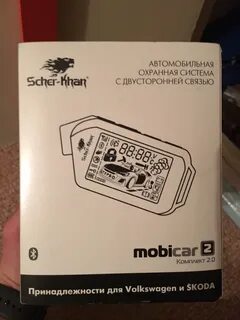 Scher-Khan
АВТОМОБИЛЬНАЯ
ОХРАННАЯ СИСТЕМА
С ДВУСТОРОННЕЙ СВЯЗЬЮ
mobicar 2
Комплект 2.0
Принадлежности для Volkswagen и ŠKODA